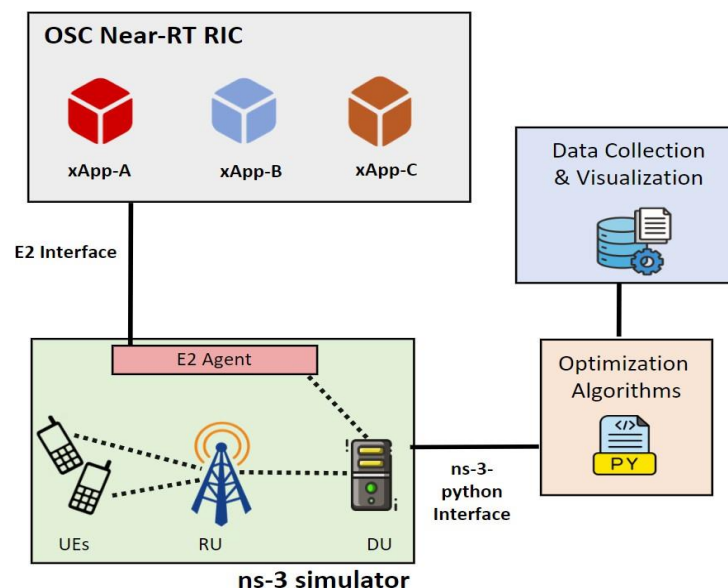 OSC Near-RT RIC
xApp-A
xApp-B
xApp-C
E2 Interface
Data Collection
& Visualization
E2 Agent
Optimization
Algorithms
</>
PY
ns-3-
python
Interface
UEs
RU
DU
ns-3 simulator